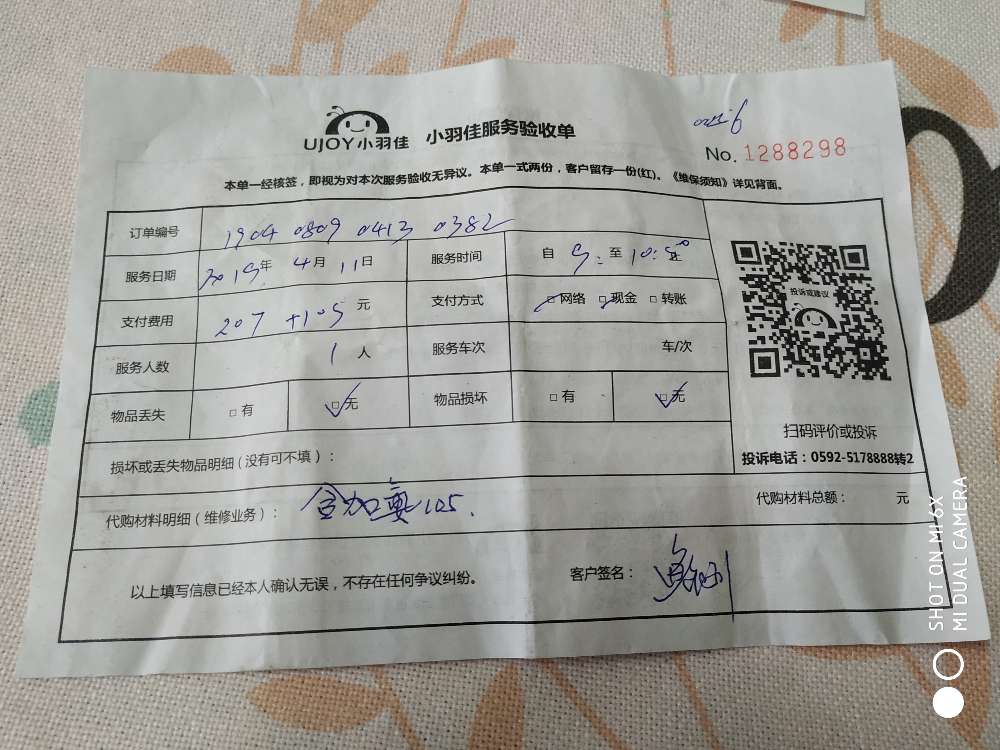 UJOY小羽佳 小羽佳服务验收单
No. 1288298
本单一经核签，即视为对本次服务验收无异议。本单一式两份，客户留存一份(红)。《维保须知》详见背面。
订单编号 1904 0809 0413 0382
服务日期 2019年 4月 11日 服务时间 自 9: 至 10:50止
支付费用 207 +105 元 支付方式 □网络 □现金 □转账
服务人数 1 人 服务车次 车/次
物品丢失 □有 □无 物品损坏 □有 □无
投诉或建议
扫码评价或投诉
投诉电话：0592-5178888转2
损坏或丢失物品明细（没有可不填）：
代购材料明细（维修业务）： 加 105. 代购材料总额： 元
以上填写信息已经本人确认无误，不存在任何争议纠纷。 客户签名：
SHOT ON MI 6X
MI DUAL CAMERA